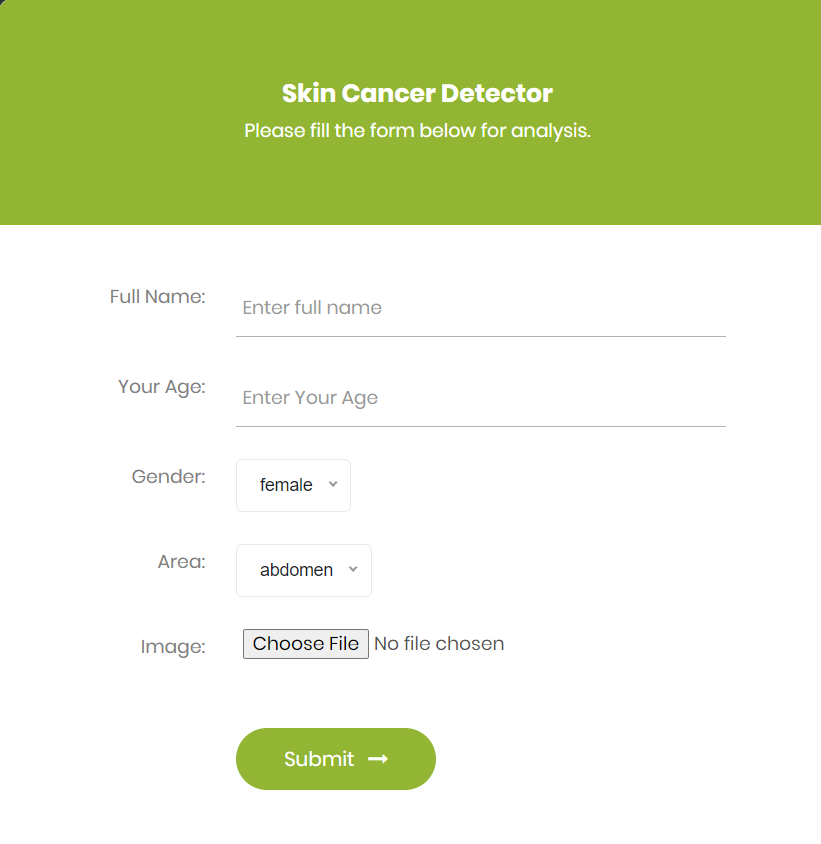 Skin Cancer Detector
Please fill the form below for analysis.
Full Name:
Enter full name
Your Age:
Enter Your Age
Gender:
female
Area:
abdomen
Image:
Choose File No file chosen
Submit